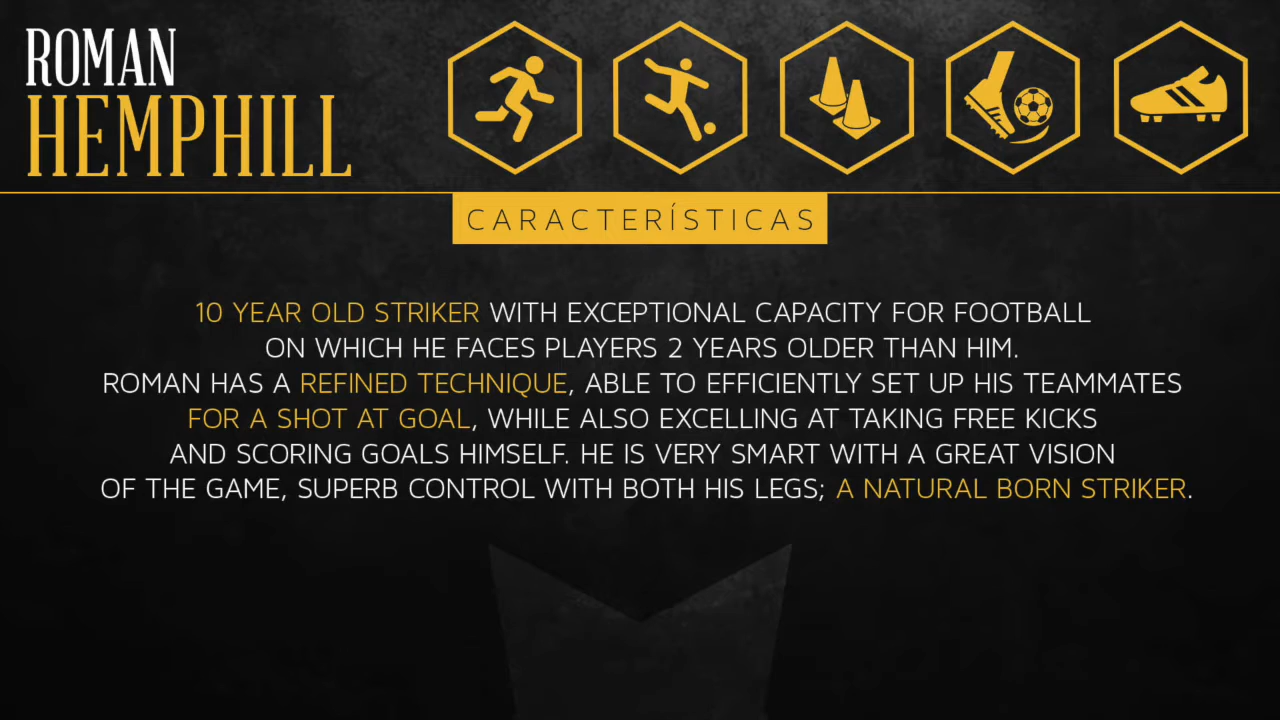 ROMAN
HEMPHILL
CARACTERÍSTICAS
10 YEAR OLD STRIKER WITH EXCEPTIONAL CAPACITY FOR FOOTBALL
ON WHICH HE FACES PLAYERS 2 YEARS OLDER THAN HIM.
ROMAN HAS A REFINED TECHNIQUE, ABLE TO EFFICIENTLY SET UP HIS TEAMMATES
FOR A SHOT AT GOAL, WHILE ALSO EXCELLING AT TAKING FREE KICKS
AND SCORING GOALS HIMSELF. HE IS VERY SMART WITH A GREAT VISION
OF THE GAME, SUPERB CONTROL WITH BOTH HIS LEGS; A NATURAL BORN STRIKER.